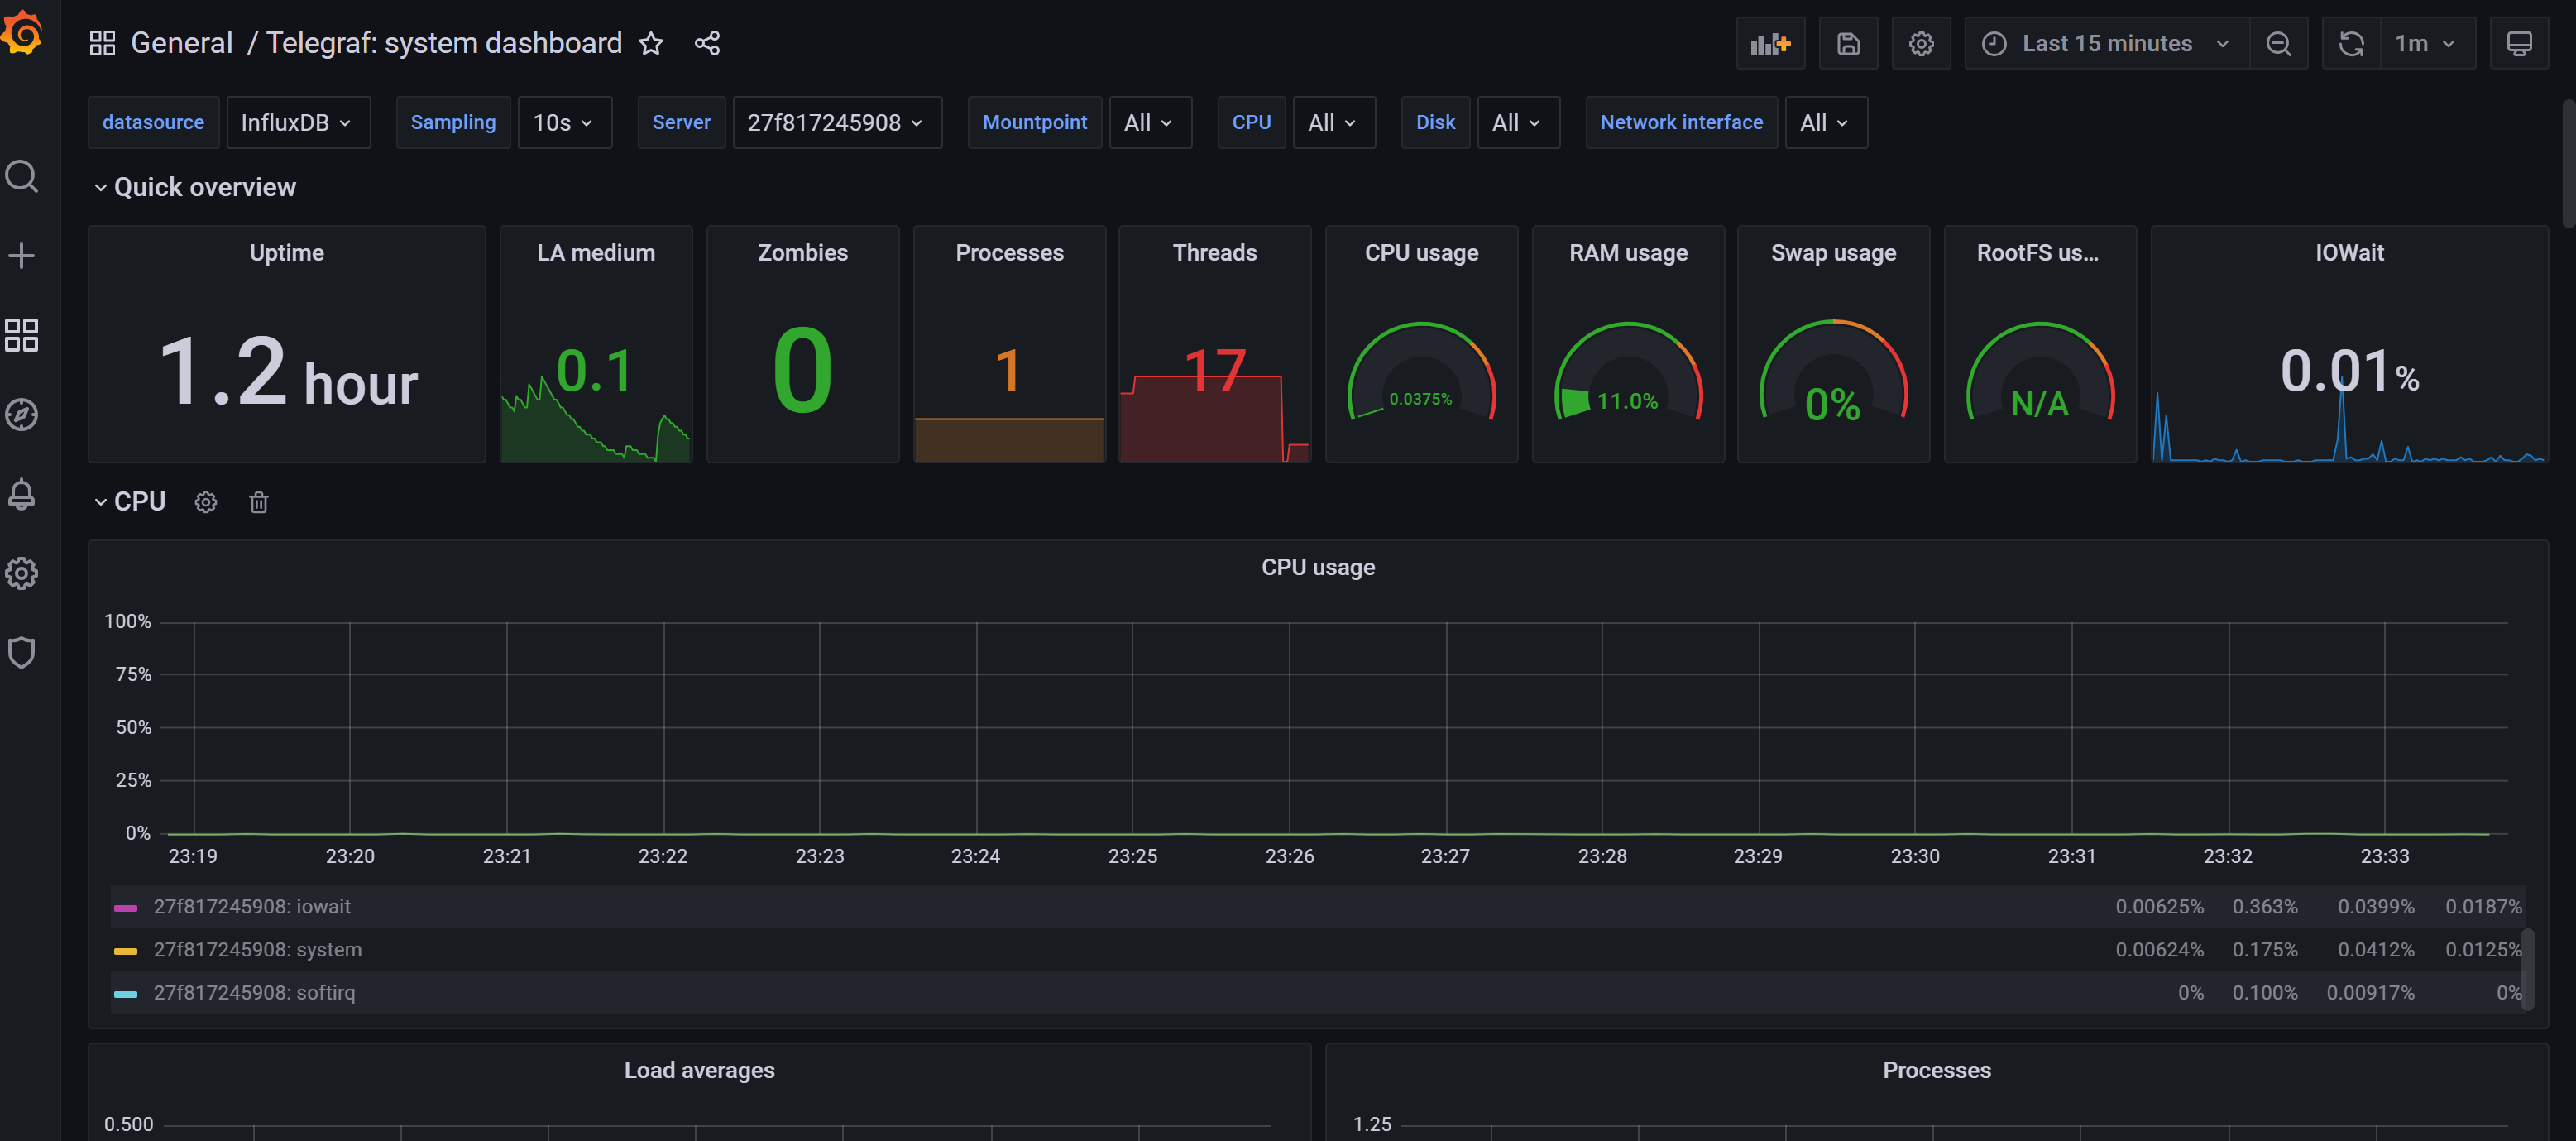 General / Telegraf: system dashboard
Last 15 minutes
1m
datasource InfluxDB Sampling 10s Server 27f817245908 Mountpoint All CPU All Disk All Network interface All
Quick overview
Uptime
1.2 hour
LA medium
0.1
Zombies
0
Processes
1
Threads
17
CPU usage
0.0375%
RAM usage
11.0%
Swap usage
0%
RootFS us...
N/A
IOWait
0.01%
CPU
CPU usage
100%
75%
50%
25%
0%
23:19 23:20 23:21 23:22 23:23 23:24 23:25 23:26 23:27 23:28 23:29 23:30 23:31 23:32 23:33
27f817245908: iowait 0.00625% 0.363% 0.0399% 0.0187%
27f817245908: system 0.00624% 0.175% 0.0412% 0.0125%
27f817245908: softirq 0% 0.100% 0.00917% 0%
Load averages
0.500
Processes
1.25